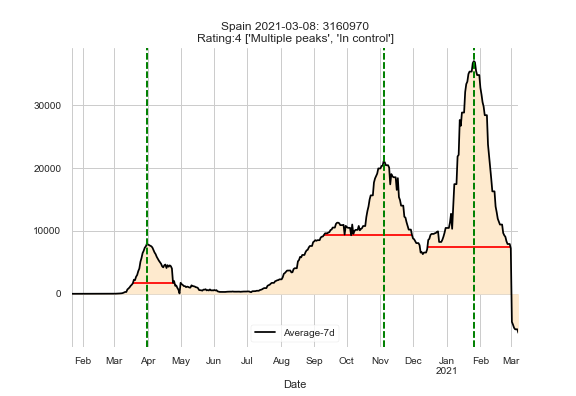 Spain 2021-03-08: 3160970
Rating:4 ['Multiple peaks', 'In control']
30000
20000
10000
0
Average-7d
Feb Mar Apr May Jun Jul Aug Sep Oct Nov Dec Jan Feb Mar
2021
Date